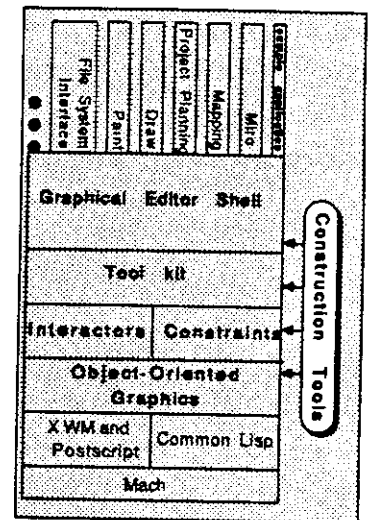 File System
Interface
Paint
Draw
Project Planning
Mapping
Miro
applications
Graphical Editor Shell
Tool kit
Interactors
Constraints
Object-Oriented
Graphics
X WM and
Postscript
Common Lisp
Mach
Construction Tools